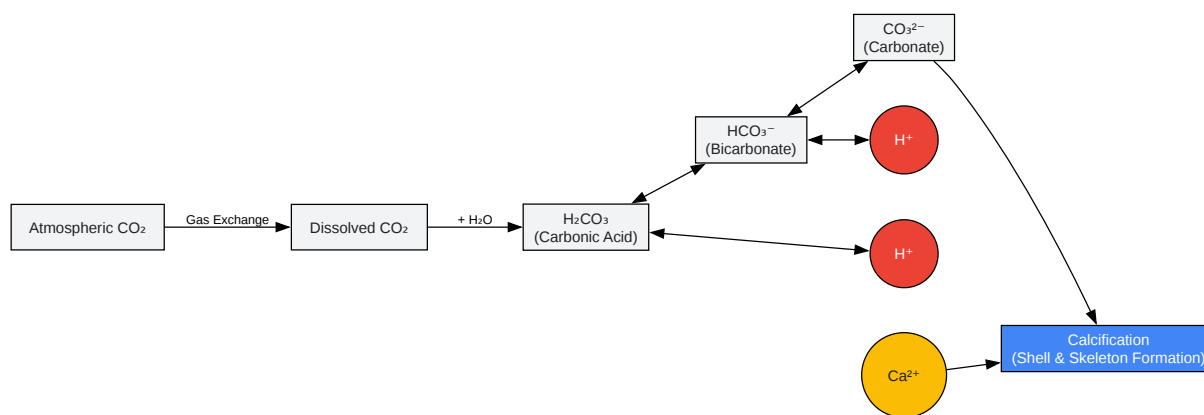 CO₃²⁻
(Carbonate)
HCO₃⁻
(Bicarbonate)
H⁺
Atmospheric CO₂
Gas Exchange
Dissolved CO₂
+ H₂O
H₂CO₃
(Carbonic Acid)
H⁺
Calcification
(Shell & Skeleton Formation)
Ca²⁺